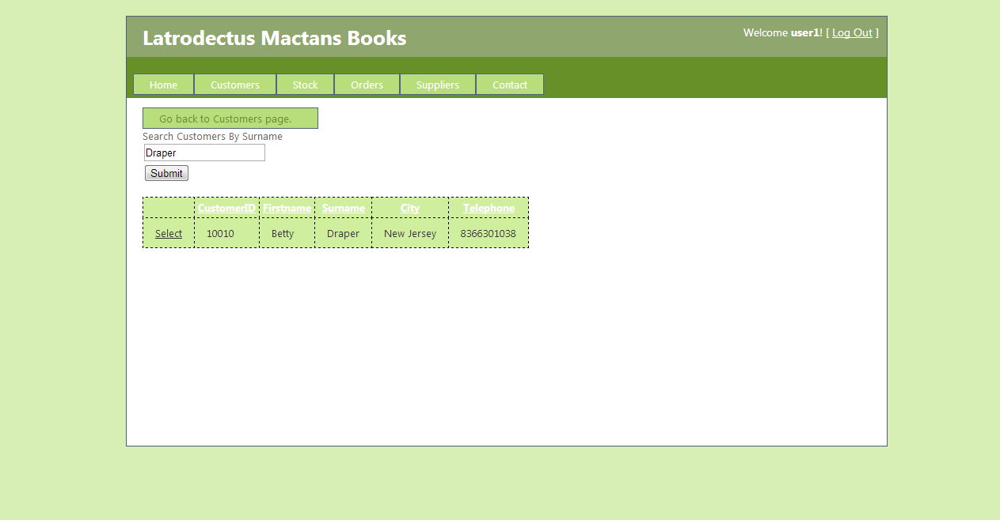 Latrodectus Mactans Books
Welcome user1! [ Log Out ]
Home Customers Stock Orders Suppliers Contact
Go back to Customers page.
Search Customers By Surname
Draper
Submit
CustomerID Firstname Surname City Telephone
Select 10010 Betty Draper New Jersey 8366301038